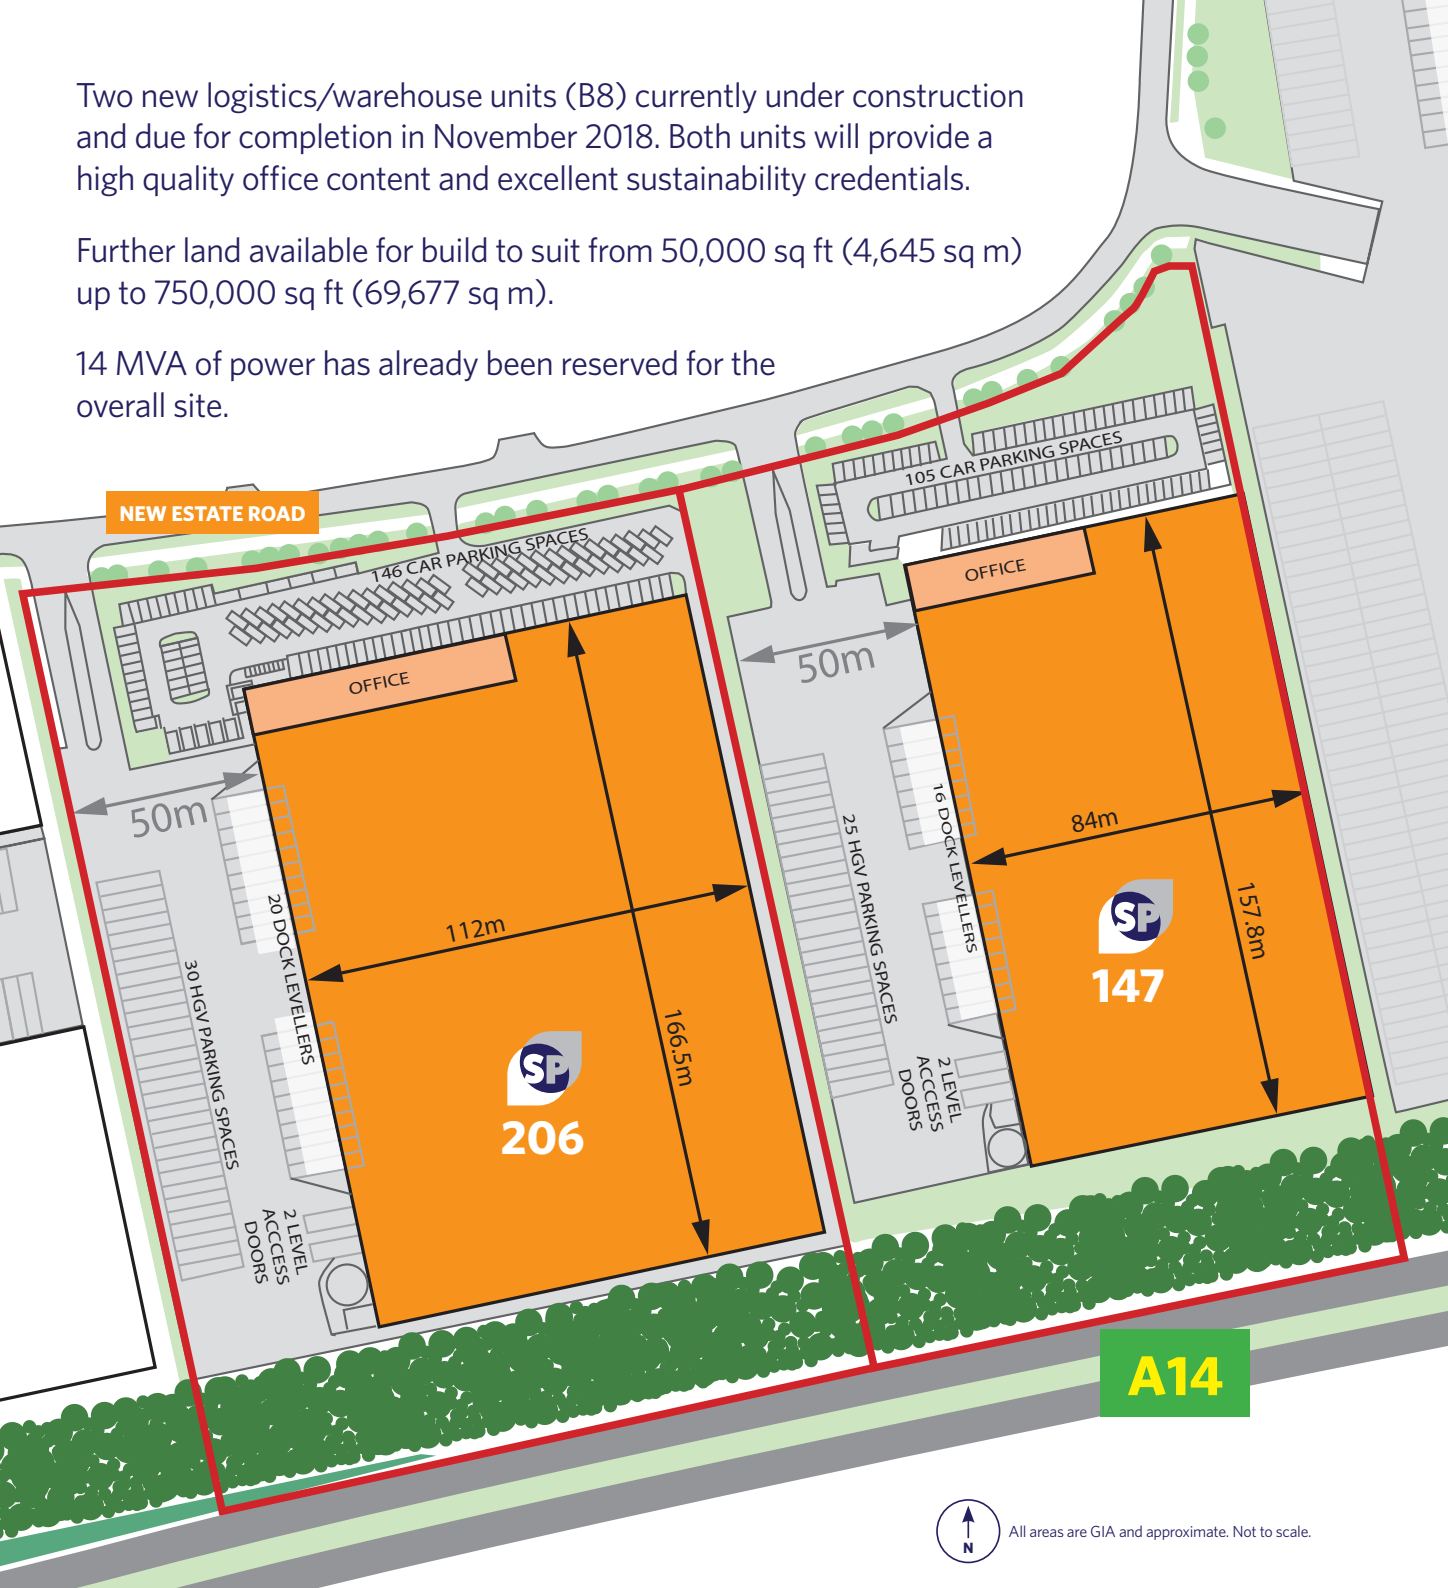 Two new logistics/warehouse units (B8) currently under construction
and due for completion in November 2018. Both units will provide a
high quality office content and excellent sustainability credentials.
Further land available for build to suit from 50,000 sq ft (4,645 sq m)
up to 750,000 sq ft (69,677 sq m).
14 MVA of power has already been reserved for the
overall site.
NEW ESTATE ROAD
146 CAR PARKING SPACES
105 CAR PARKING SPACES
OFFICE
OFFICE
50m
50m
20 DOCK LEVELLERS
30 HGV PARKING SPACES
112m
166.5m
SP
206
2 LEVEL
ACCCESS
DOORS
16 DOCK LEVELLERS
25 HGV PARKING SPACES
84m
157.8m
SP
147
2 LEVEL
ACCCESS
DOORS
A14
N
All areas are GIA and approximate. Not to scale.